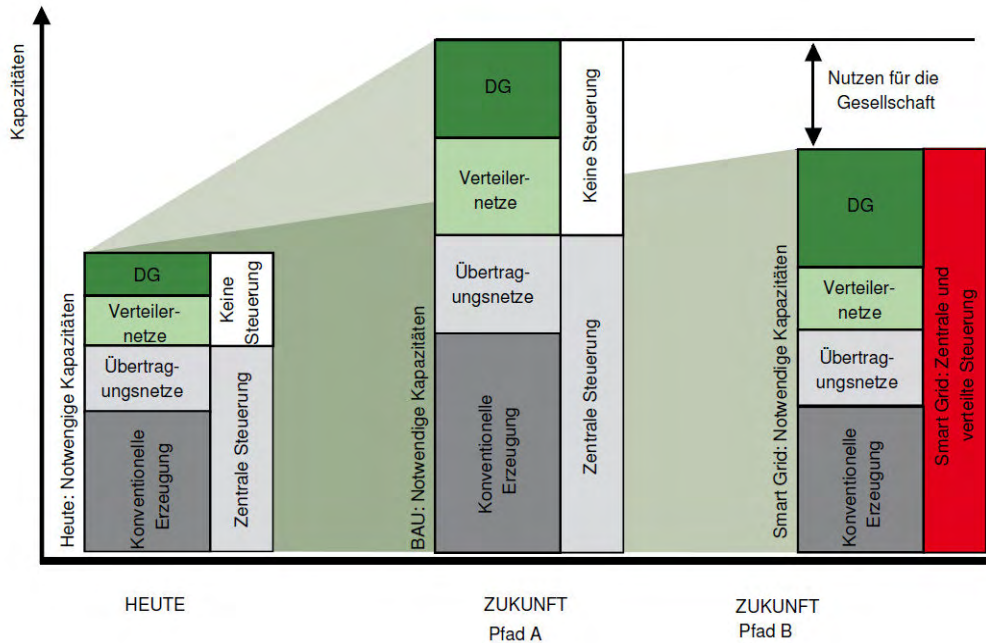 Kapazitäten
Heute: Notwengige Kapazitäten
DG
Verteiler-
netze
Übertrag-
ungsnetze
Konventionelle
Erzeugung
Keine
Steuerung
Zentrale Steuerung
BAU: Notwendige Kapazitäten
DG
Verteiler-
netze
Übertrag-
ungsnetze
Konventionelle
Erzeugung
Keine Steuerung
Zentrale Steuerung
Nutzen für die
Gesellschaft
Smart Grid: Notwendige Kapazitäten
DG
Verteiler-
netze
Übertrag-
ungsnetze
Konventionelle
Erzeugung
Smart Grid: Zentrale und
verteilte Steuerung
HEUTE
ZUKUNFT
Pfad A
ZUKUNFT
Pfad B